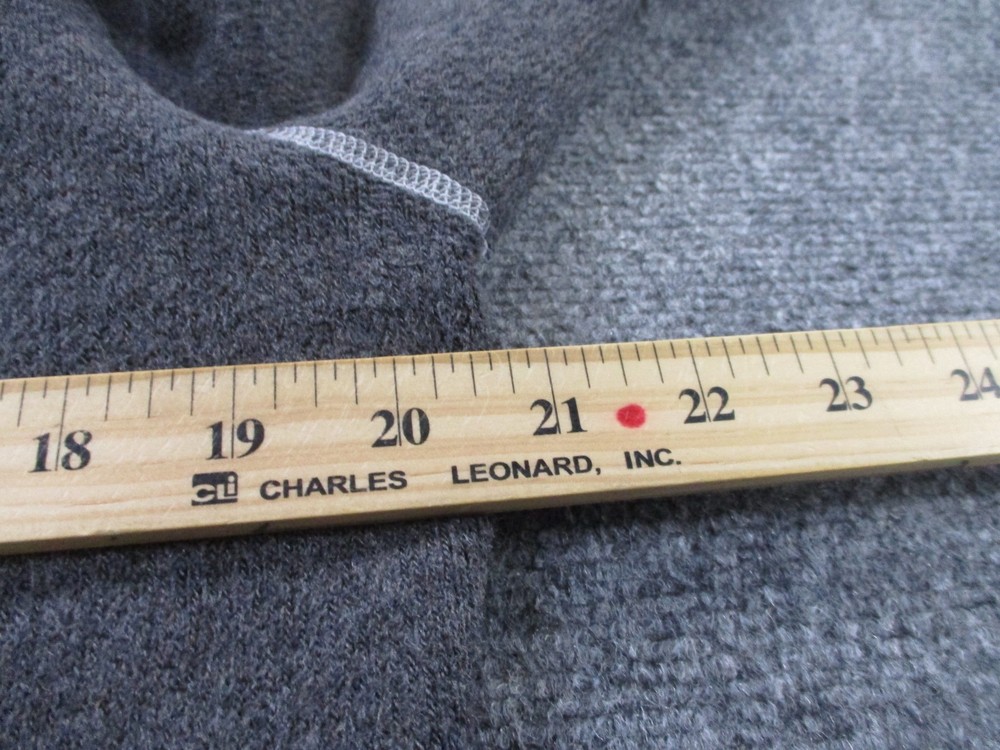 18 19 20 21 22 23 24
CLi CHARLES LEONARD, INC.